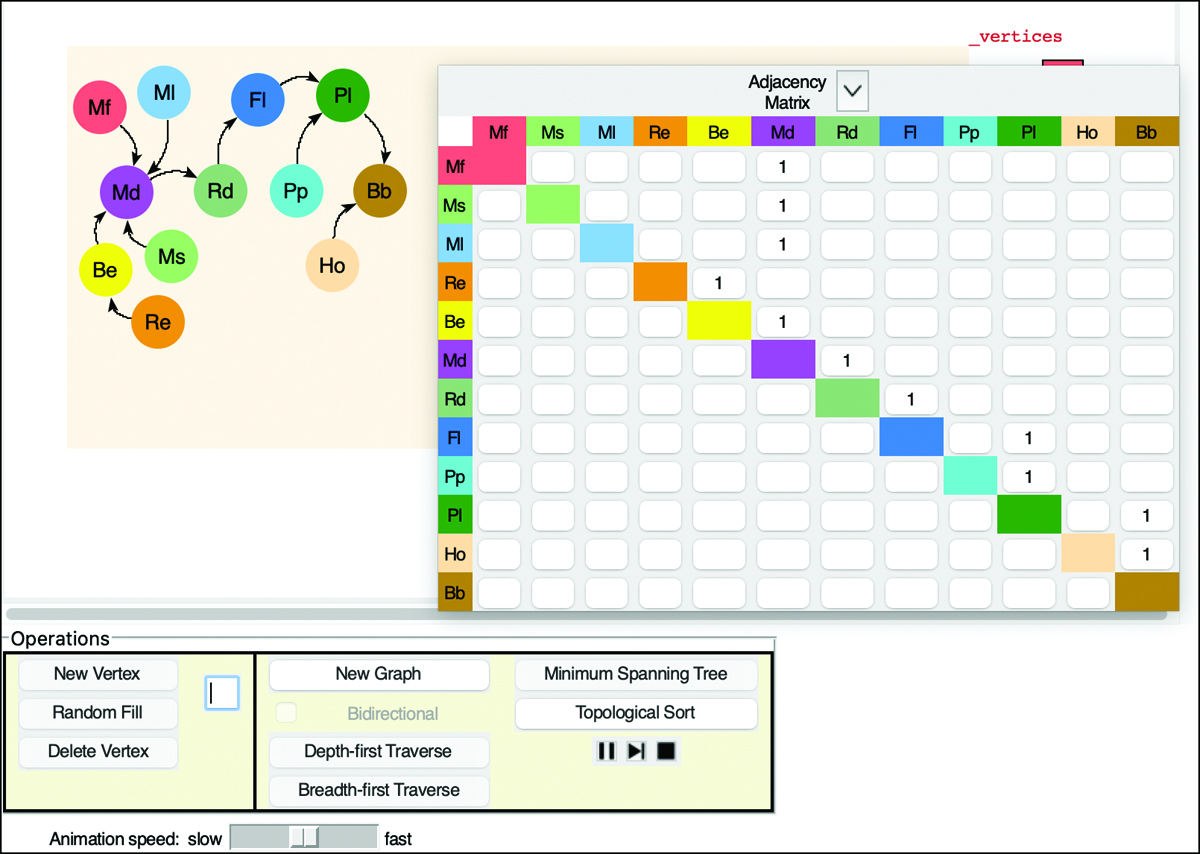 _vertices
Mf
Ml
Fl
Pl
Md
Rd
Pp
Bb
Be
Ms
Ho
Re
Adjacency
Matrix
Mf Ms Ml Re Be Md Rd Fl Pp Pl Ho Bb
Mf 1
Ms 1
Ml 1
Re 1
Be 1
Md 1
Rd 1
Fl 1
Pp 1
Pl 1
Ho 1
Bb
Operations
New Vertex
Random Fill
Delete Vertex
New Graph
Bidirectional
Depth-first Traverse
Breadth-first Traverse
Minimum Spanning Tree
Topological Sort
Animation speed: slow fast